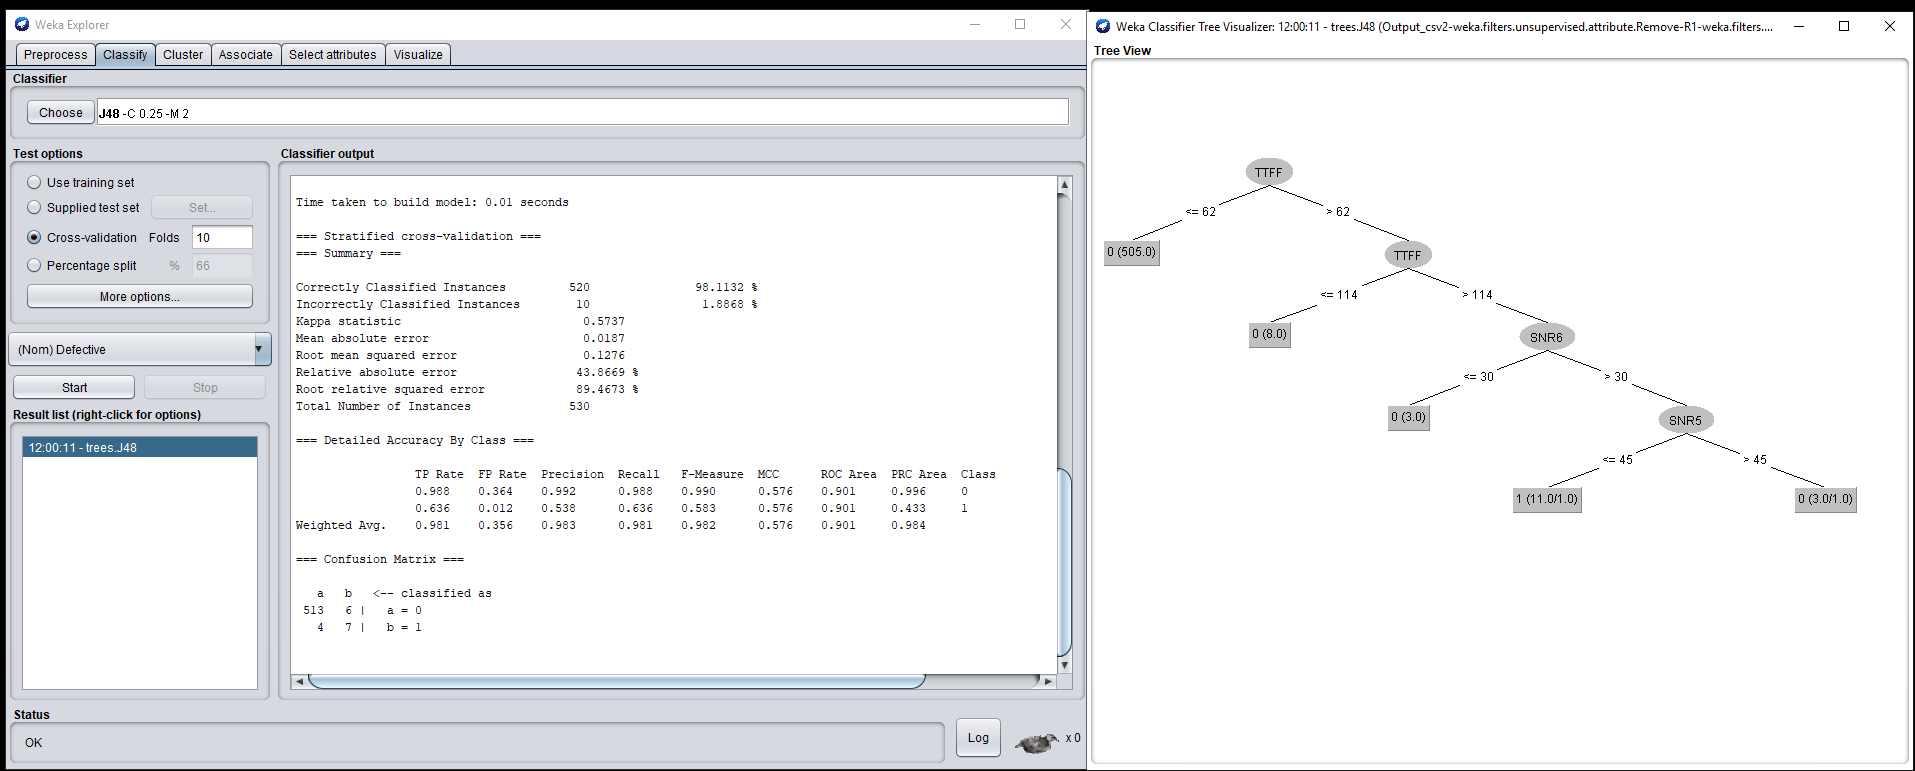 Weka Explorer
Preprocess Classify Cluster Associate Select attributes Visualize
Classifier
Choose J48 -C 0.25 -M 2
Test options
Use training set
Supplied test set Set...
Cross-validation Folds 10
Percentage split % 66
More options...
(Nom) Defective
Start Stop
Result list (right-click for options)
12:00:11 - trees.J48
Classifier output
Time taken to build model: 0.01 seconds
=== Stratified cross-validation ===
=== Summary ===
Correctly Classified Instances 520 98.1132 %
Incorrectly Classified Instances 10 1.8868 %
Kappa statistic 0.5737
Mean absolute error 0.0187
Root mean squared error 0.1276
Relative absolute error 43.8669 %
Root relative squared error 89.4673 %
Total Number of Instances 530
=== Detailed Accuracy By Class ===
TP Rate FP Rate Precision Recall F-Measure MCC ROC Area PRC Area Class
0.988 0.364 0.992 0.988 0.990 0.576 0.901 0.996 0
0.636 0.012 0.538 0.636 0.583 0.576 0.901 0.433 1
Weighted Avg. 0.981 0.356 0.983 0.981 0.982 0.576 0.901 0.984
=== Confusion Matrix ===
a b <-- classified as
513 6 | a = 0
4 7 | b = 1
Status
OK
Log
x 0
Weka Classifier Tree Visualizer: 12:00:11 - trees.J48 (Output_csv2-weka.filters.unsupervised.attribute.Remove-R1-weka.filters....
Tree View
TTFF
<= 62 > 62
0 (505.0)
TTFF
<= 114 > 114
0 (8.0)
SNR6
<= 30 > 30
0 (3.0)
SNR5
<= 45 > 45
1 (11.0/1.0) 0 (3.0/1.0)